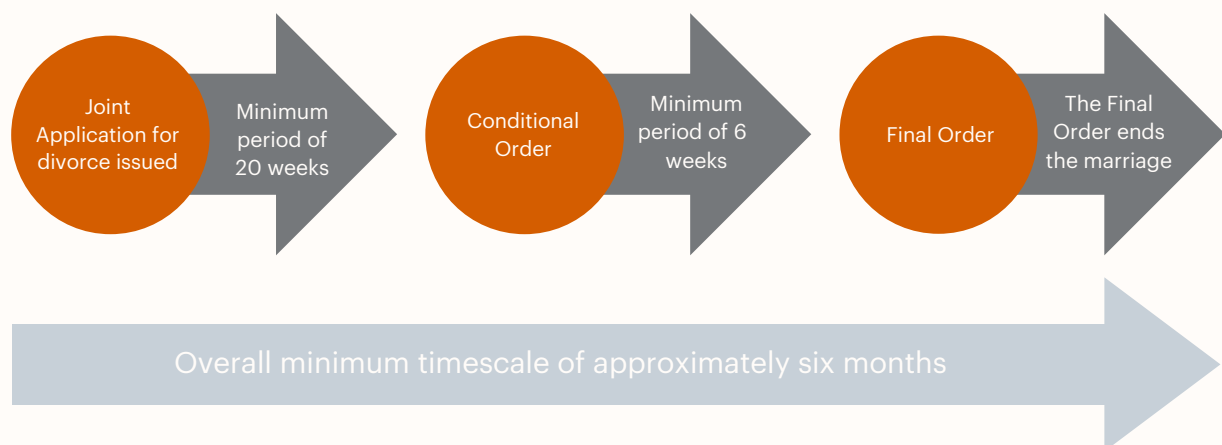 Joint
Application for
divorce issued
Minimum
period of
20 weeks
Conditional
Order
Minimum
period of 6
weeks
Final Order
The Final
Order ends
the marriage
Overall minimum timescale of approximately six months